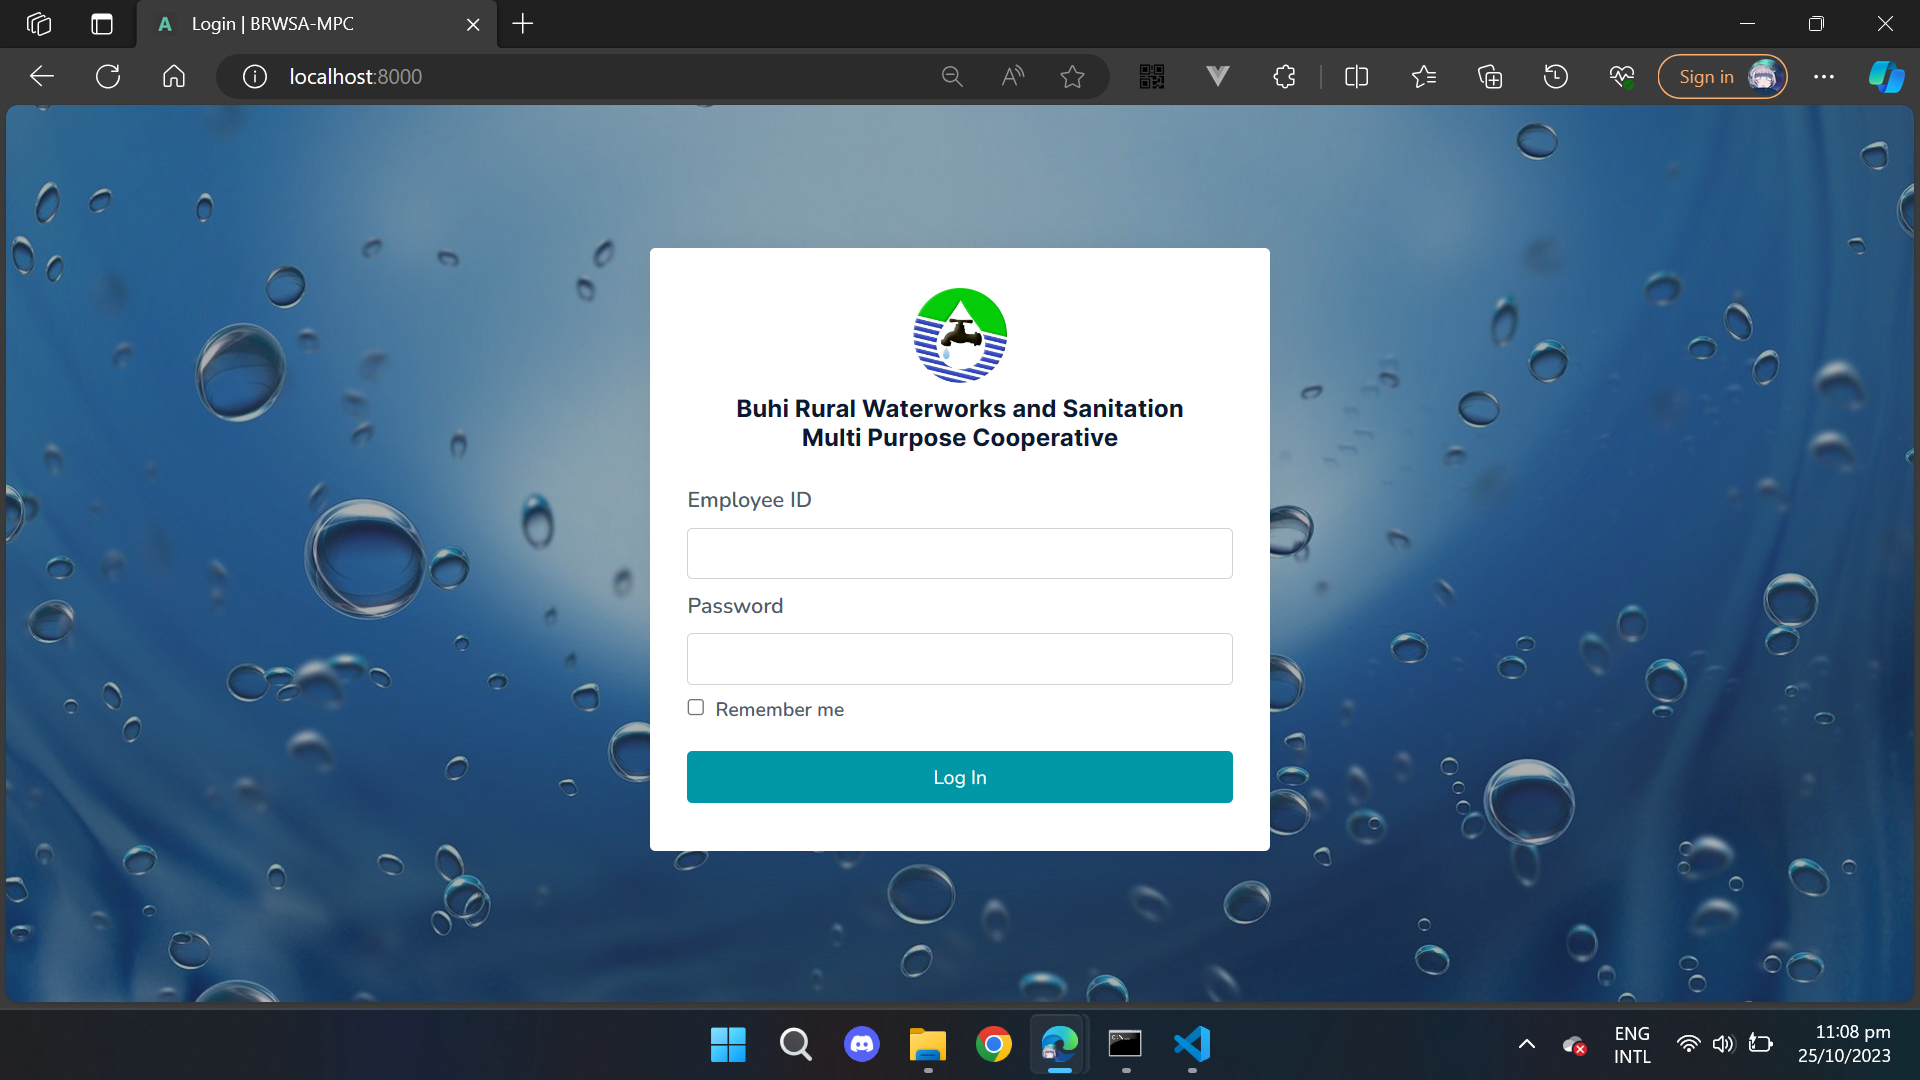 A Login | BRWSA-MPC
localhost:8000
Sign in
Buhi Rural Waterworks and Sanitation
Multi Purpose Cooperative
Employee ID
Password
Remember me
Log In
ENG
INTL
11:08 pm
25/10/2023